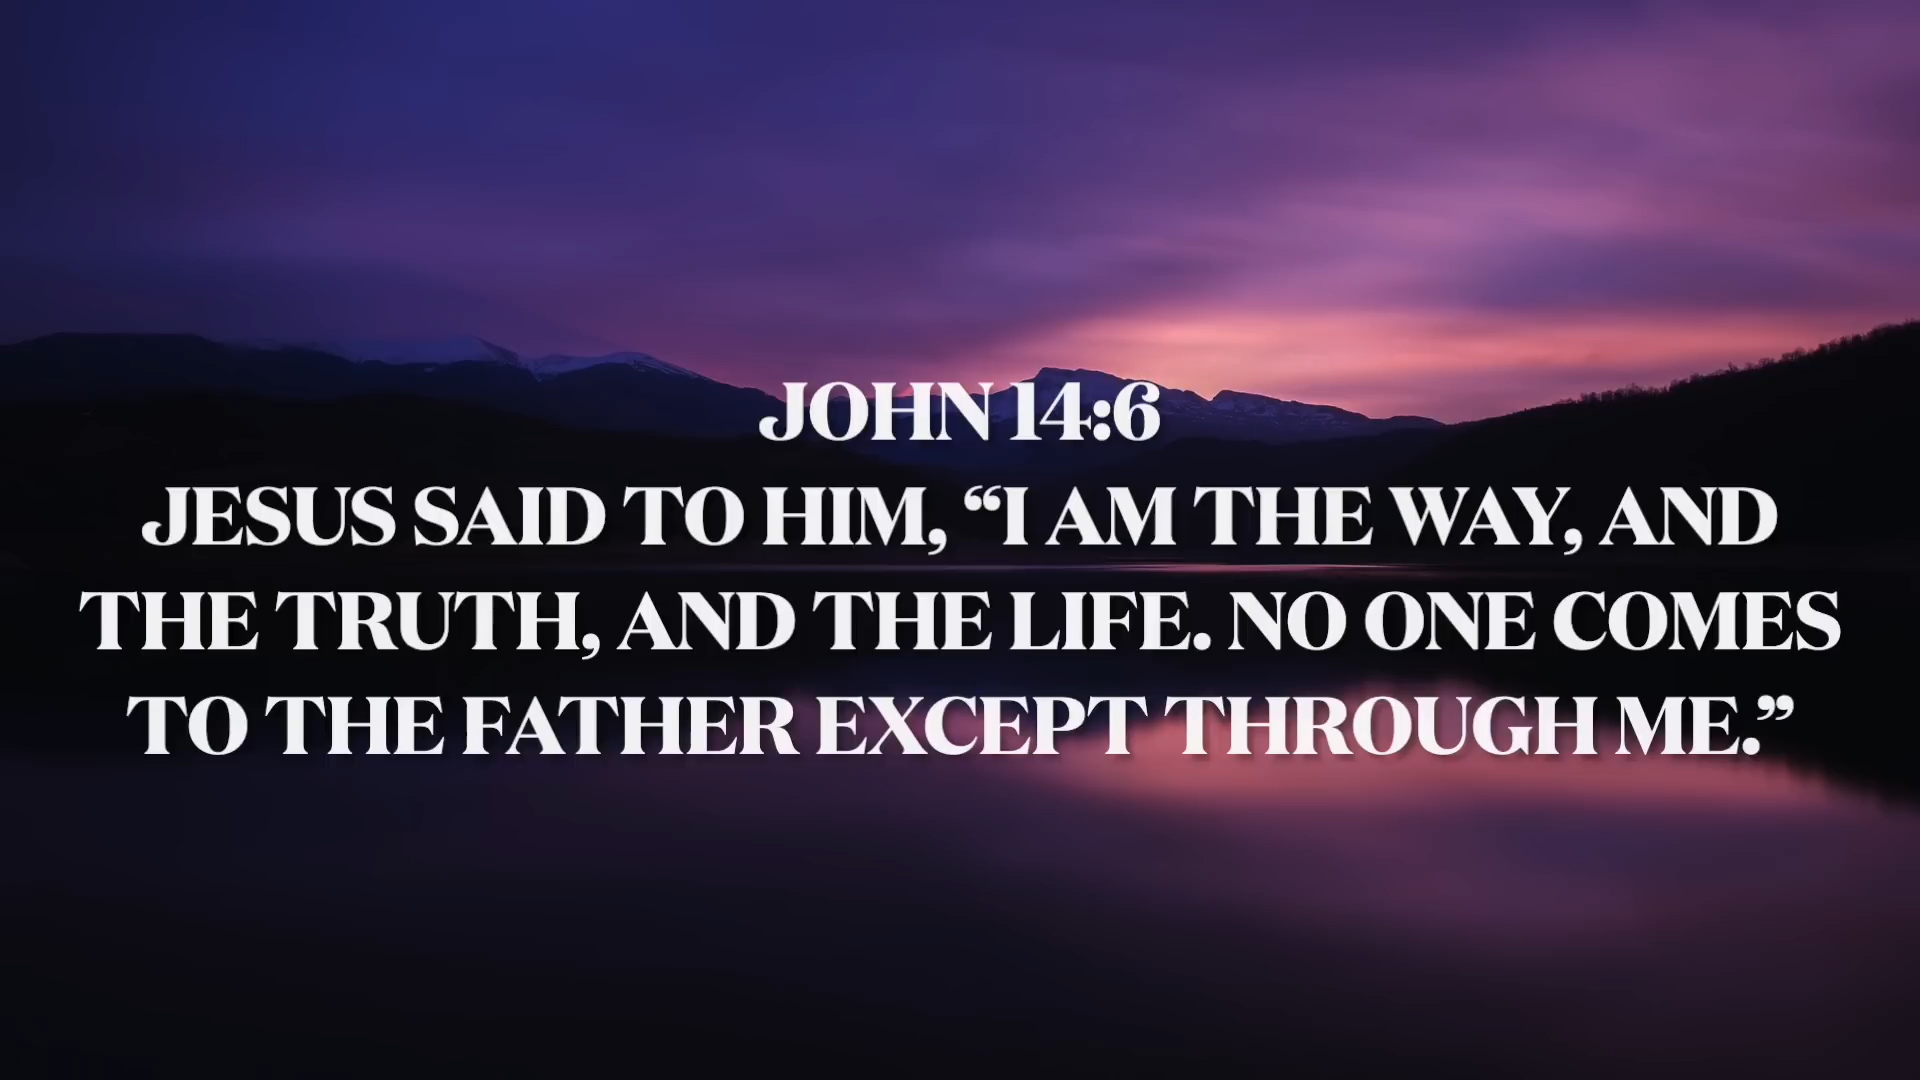 JOHN 14:6
JESUS SAID TO HIM, “I AM THE WAY, AND
THE TRUTH, AND THE LIFE. NO ONE COMES
TO THE FATHER EXCEPT THROUGH ME.”